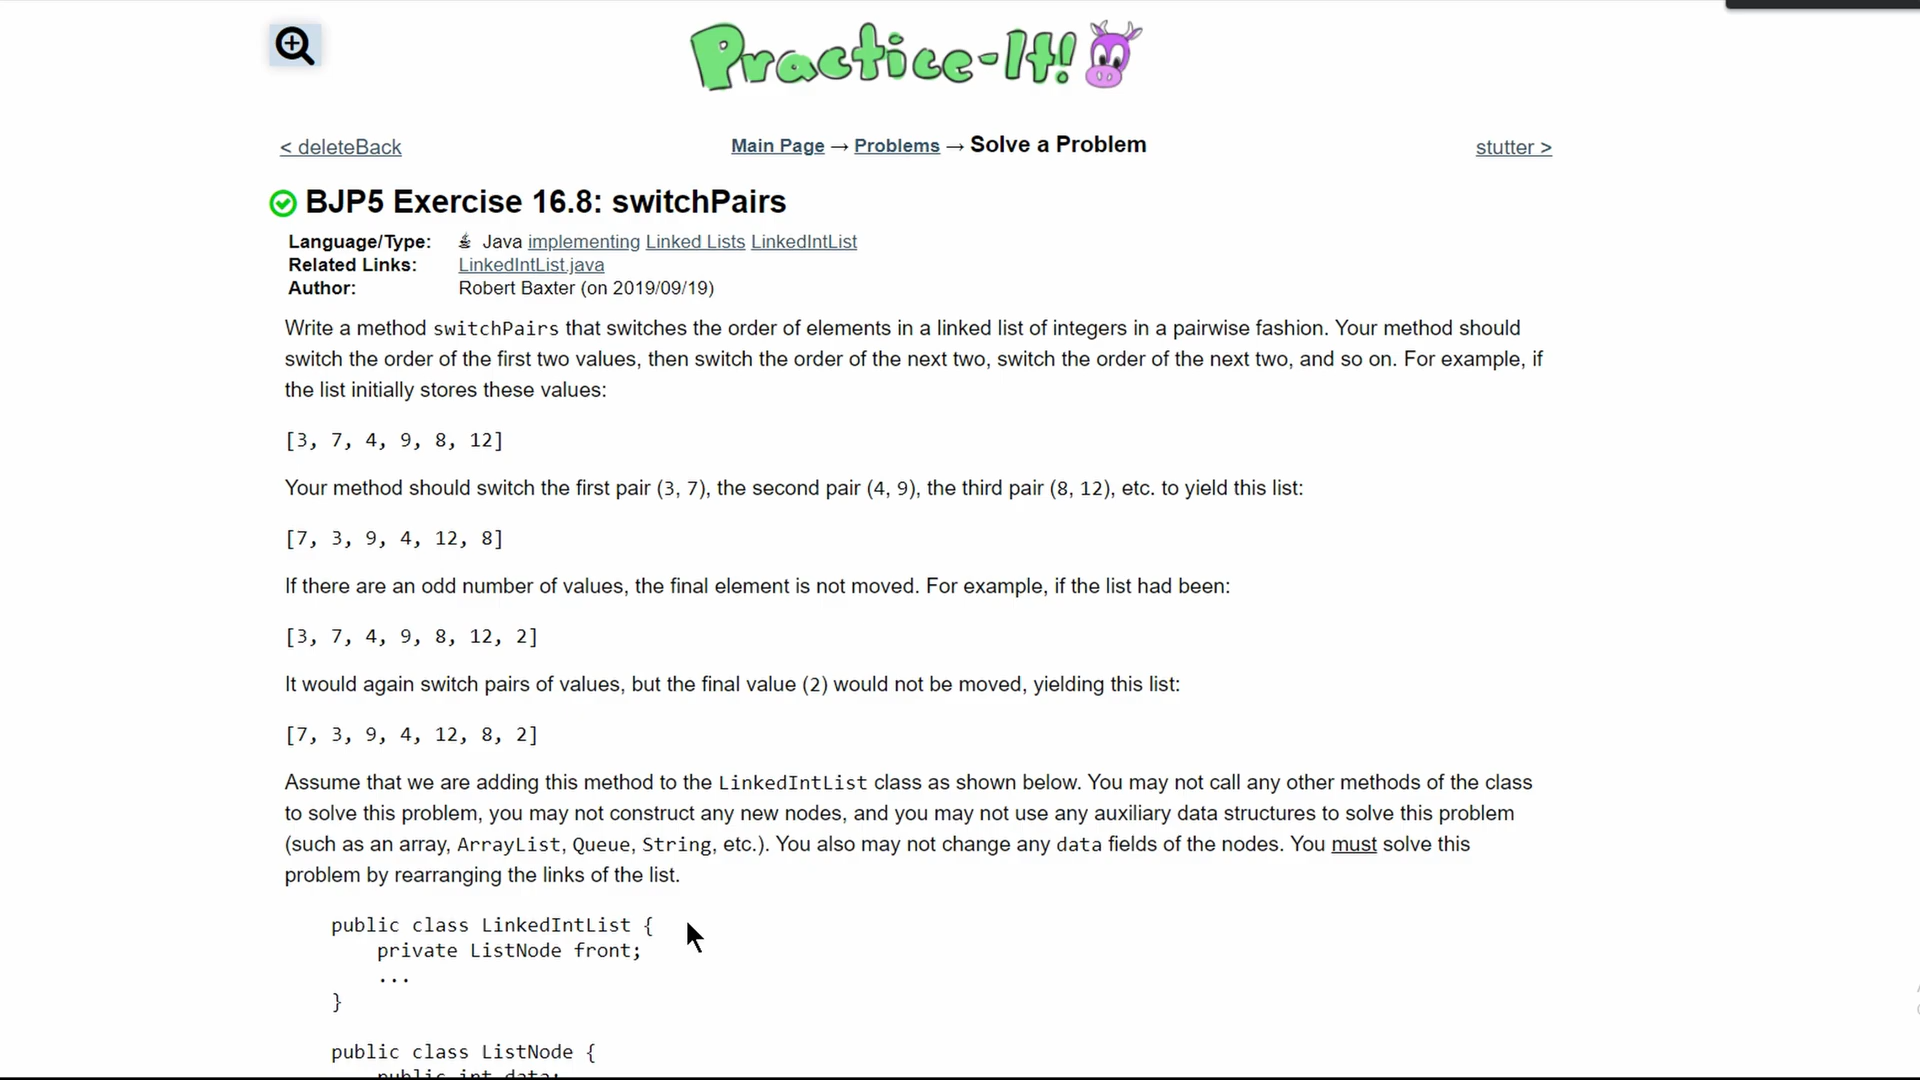 Practice-It!
< deleteBack
Main Page → Problems → Solve a Problem
stutter >
BJP5 Exercise 16.8: switchPairs
Language/Type: Java implementing Linked Lists LinkedIntList
Related Links: LinkedIntList.java
Author: Robert Baxter (on 2019/09/19)
Write a method switchPairs that switches the order of elements in a linked list of integers in a pairwise fashion. Your method should
switch the order of the first two values, then switch the order of the next two, switch the order of the next two, and so on. For example, if
the list initially stores these values:
[3, 7, 4, 9, 8, 12]
Your method should switch the first pair (3, 7), the second pair (4, 9), the third pair (8, 12), etc. to yield this list:
[7, 3, 9, 4, 12, 8]
If there are an odd number of values, the final element is not moved. For example, if the list had been:
[3, 7, 4, 9, 8, 12, 2]
It would again switch pairs of values, but the final value (2) would not be moved, yielding this list:
[7, 3, 9, 4, 12, 8, 2]
Assume that we are adding this method to the LinkedIntList class as shown below. You may not call any other methods of the class
to solve this problem, you may not construct any new nodes, and you may not use any auxiliary data structures to solve this problem
(such as an array, ArrayList, Queue, String, etc.). You also may not change any data fields of the nodes. You must solve this
problem by rearranging the links of the list.
public class LinkedIntList {
private ListNode front;
...
}
public class ListNode {
public int data;